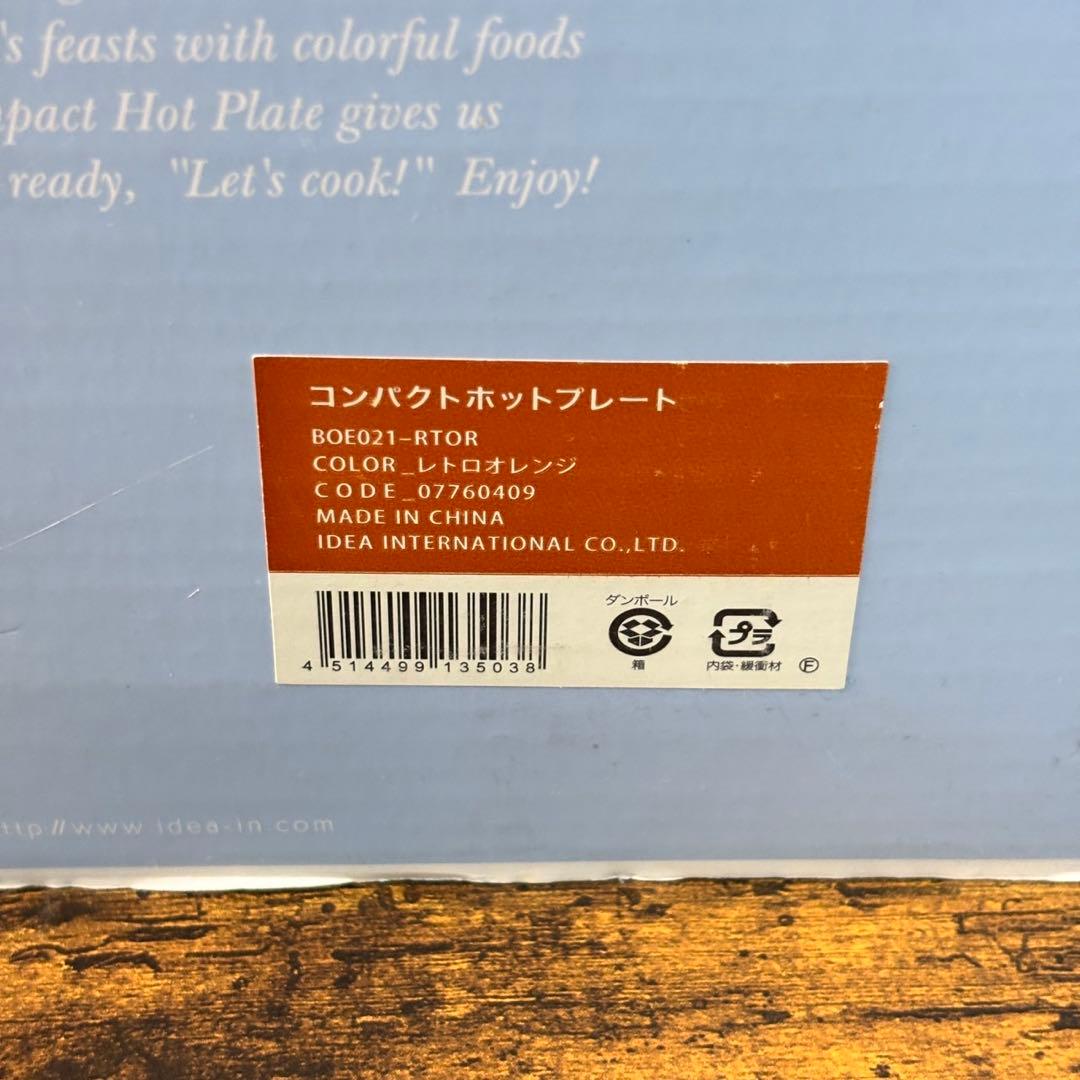 's feasts with colorful foods
Hot Plate gives us
ready, "Let's cook!" Enjoy!
コンパクトホットプレート
BOE021-RTOR
COLOR_レトロオレンジ
CODE_07760409
MADE IN CHINA
IDEA INTERNATIONAL CO.,LTD.
ダンボール
箱
プラ
内袋・緩衝材 Ⓕ
4 514499 135038
http://www.idea-in.com